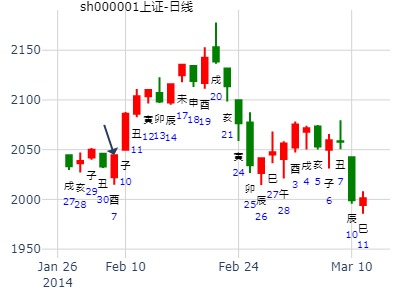 sh000001上证-日线
2150
2100
2050
2000
1950
戌
27
亥
28
子
29
丑
30
酉
7
子
10
丑
11
寅
12
卯
13
辰
14
未
17
申
18
酉
19
戌
20
亥
21
寅
24
卯
25
辰
26
巳
27
午
28
酉
3
戌
4
亥
5
子
6
丑
7
辰
10
巳
11
Jan 26
2014
Feb 10
Feb 24
Mar 10